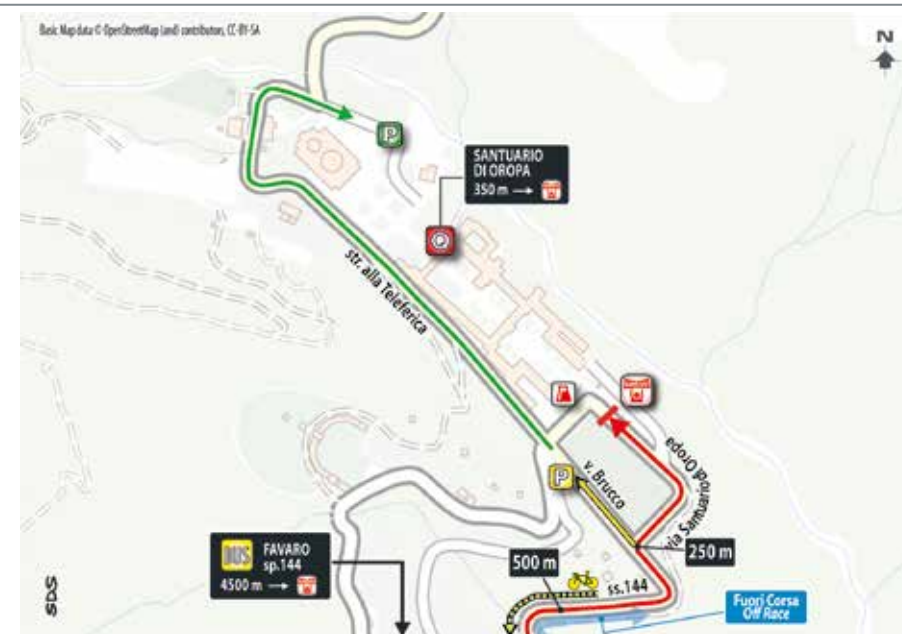 Basic Map data © OpenStreetMap (and) contributors, CC-BY-SA
N
P
SANTUARIO
DI OROPA
350 m →
Q
str. alla Teleferica
via Santuario di Oropa
v. Brucco
P
250 m
500 m
ss.144
BUS
FAVARO
sp.144
4500 m →
Fuori Corsa
Off Race
SDS